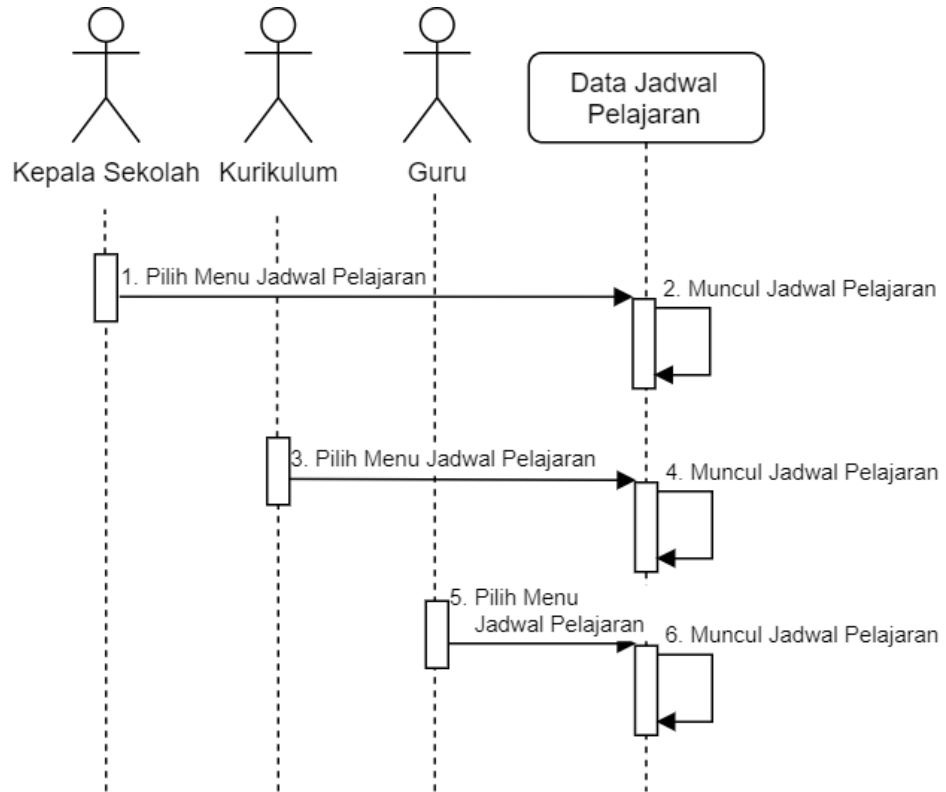 Data Jadwal
Pelajaran
Kepala Sekolah
Kurikulum
Guru
1. Pilih Menu Jadwal Pelajaran
2. Muncul Jadwal Pelajaran
3. Pilih Menu Jadwal Pelajaran
4. Muncul Jadwal Pelajaran
5. Pilih Menu
Jadwal Pelajaran
6. Muncul Jadwal Pelajaran